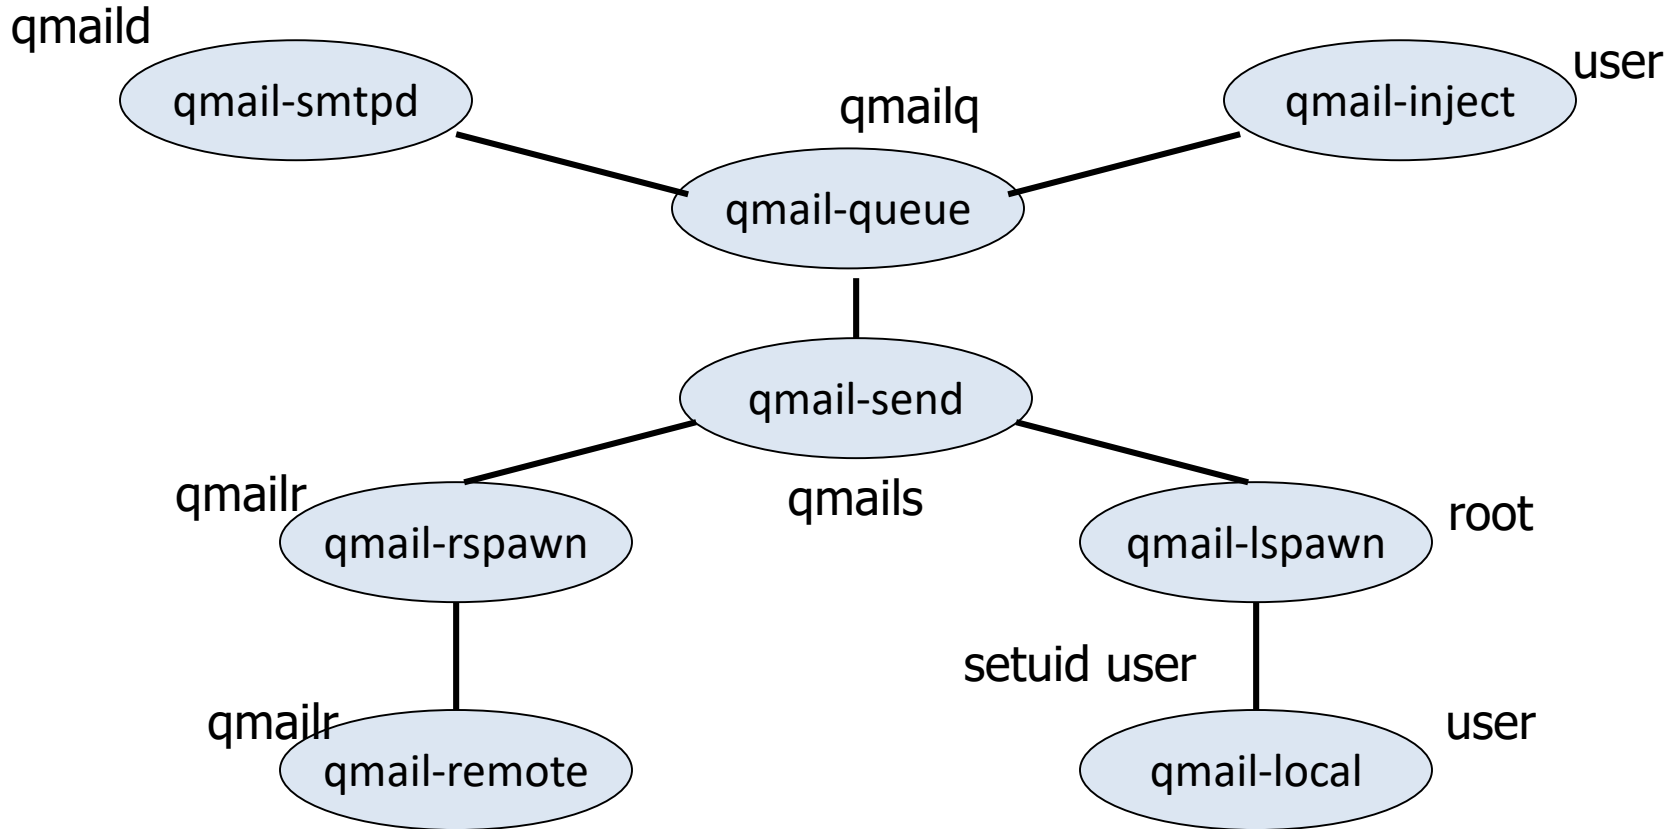 qmaild
user
qmail-smtpd
qmailq
qmail-inject
qmail-queue
qmail-send
qmailr
qmails
root
qmail-rspawn
qmail-lspawn
setuid user
qmailr
user
qmail-remote
qmail-local